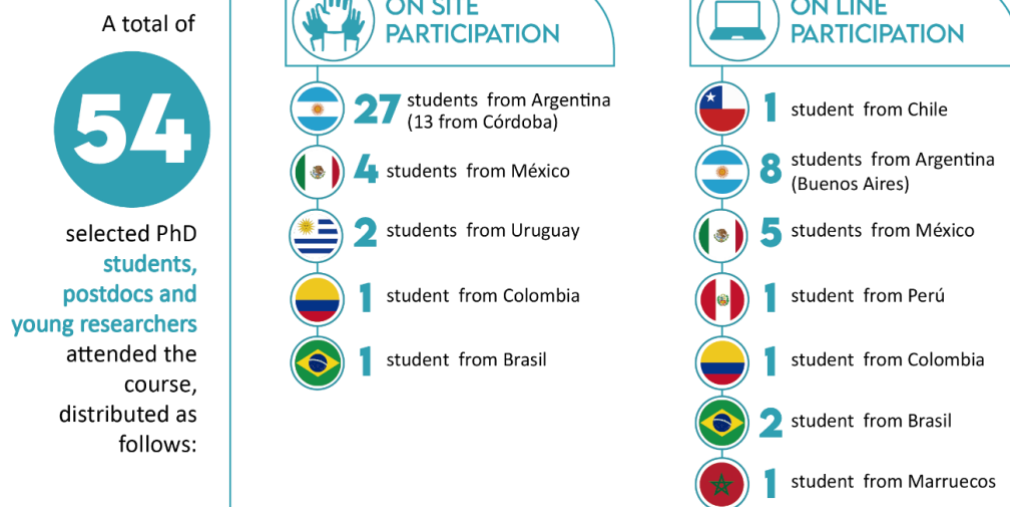 A total of
54
selected PhD
students,
postdocs and
young researchers
attended the
course,
distributed as
follows:
ON SITE
PARTICIPATION
27 students from Argentina
(13 from Córdoba)
4 students from México
2 students from Uruguay
1 student from Colombia
1 student from Brasil
ON LINE
PARTICIPATION
1 student from Chile
8 students from Argentina
(Buenos Aires)
5 students from México
1 student from Perú
1 student from Colombia
2 student from Brasil
1 student from Marruecos